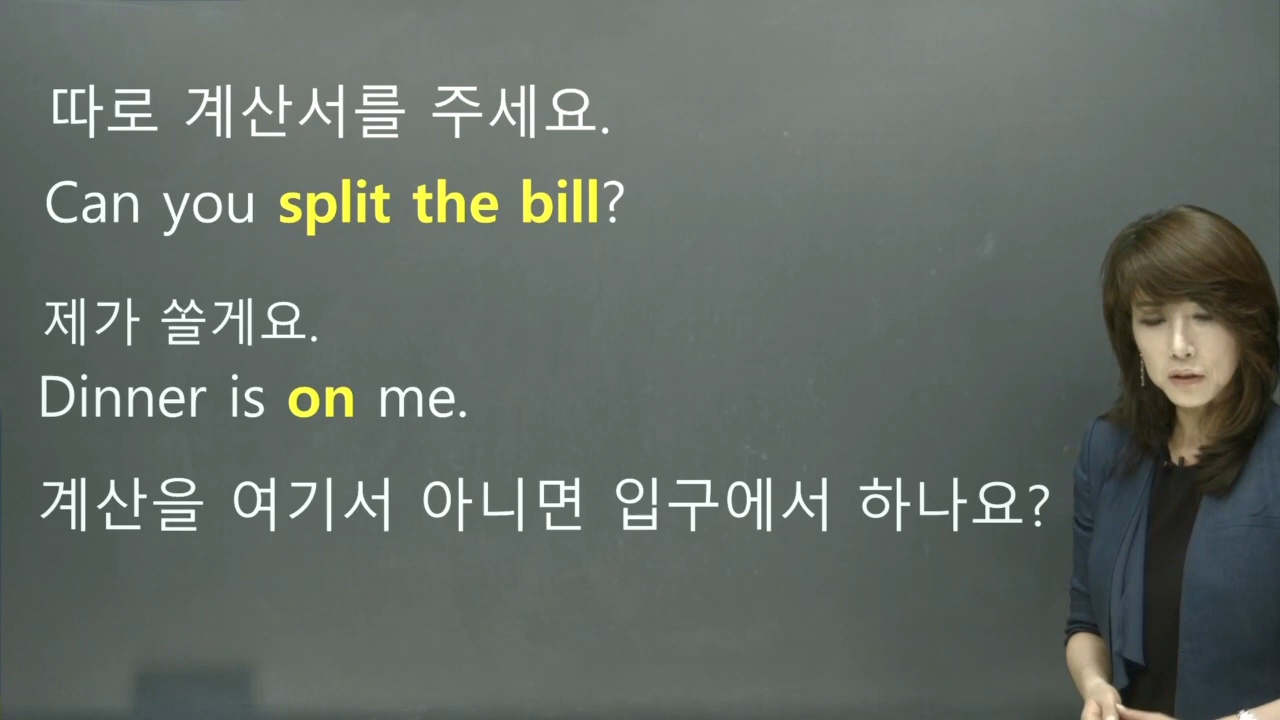 따로 계산서를 주세요.
Can you split the bill?
제가 쏠게요.
Dinner is on me.
계산을 여기서 아니면 입구에서 하나요?